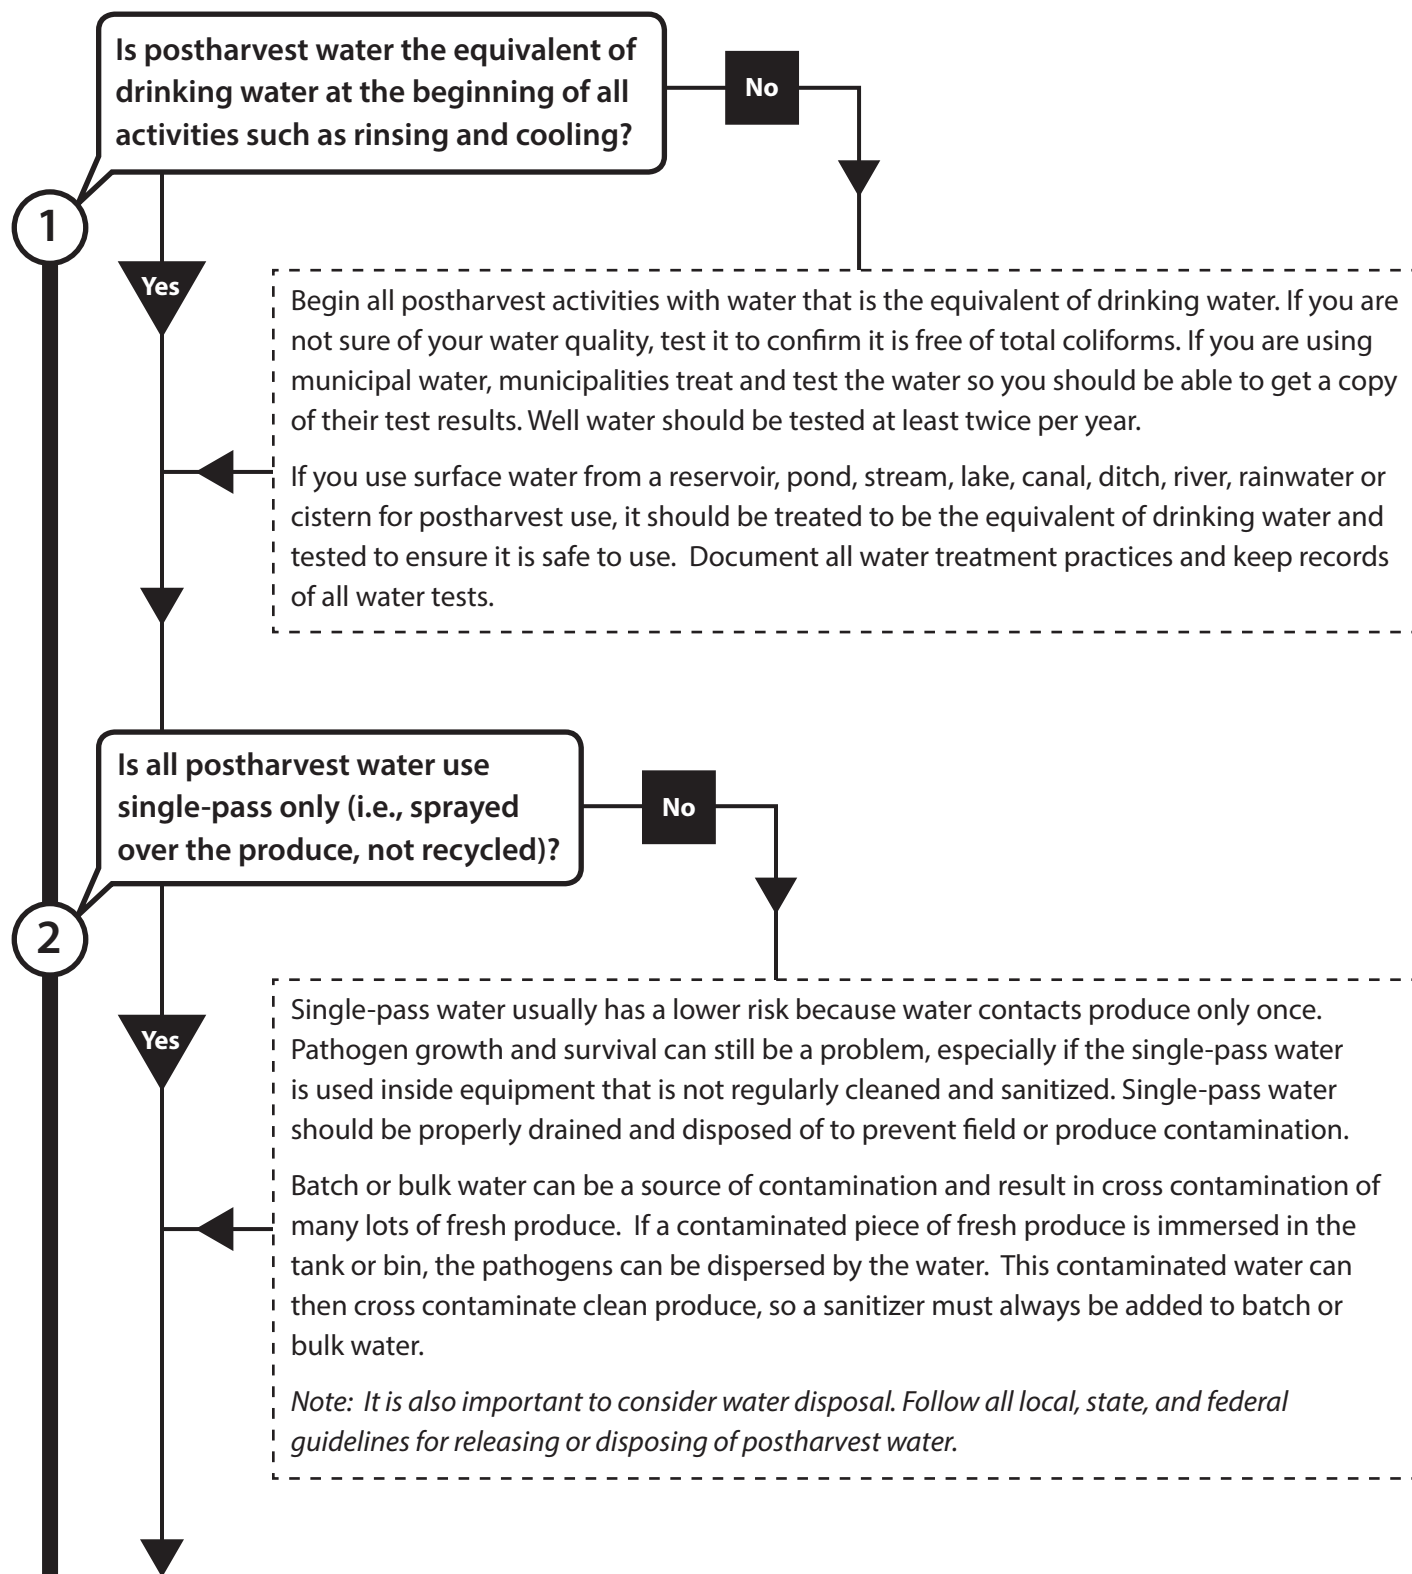 Is postharvest water the equivalent of
drinking water at the beginning of all
activities such as rinsing and cooling?
No
1
Yes
Begin all postharvest activities with water that is the equivalent of drinking water. If you are
not sure of your water quality, test it to confirm it is free of total coliforms. If you are using
municipal water, municipalities treat and test the water so you should be able to get a copy
of their test results. Well water should be tested at least twice per year.
If you use surface water from a reservoir, pond, stream, lake, canal, ditch, river, rainwater or
cistern for postharvest use, it should be treated to be the equivalent of drinking water and
tested to ensure it is safe to use.  Document all water treatment practices and keep records
of all water tests.
Is all postharvest water use
single-pass only (i.e., sprayed
over the produce, not recycled)?
No
2
Yes
Single-pass water usually has a lower risk because water contacts produce only once.
Pathogen growth and survival can still be a problem, especially if the single-pass water
is used inside equipment that is not regularly cleaned and sanitized. Single-pass water
should be properly drained and disposed of to prevent field or produce contamination.
Batch or bulk water can be a source of contamination and result in cross contamination of
many lots of fresh produce.  If a contaminated piece of fresh produce is immersed in the
tank or bin, the pathogens can be dispersed by the water.  This contaminated water can
then cross contaminate clean produce, so a sanitizer must always be added to batch or
bulk water.
Note:  It is also important to consider water disposal. Follow all local, state, and federal
guidelines for releasing or disposing of postharvest water.